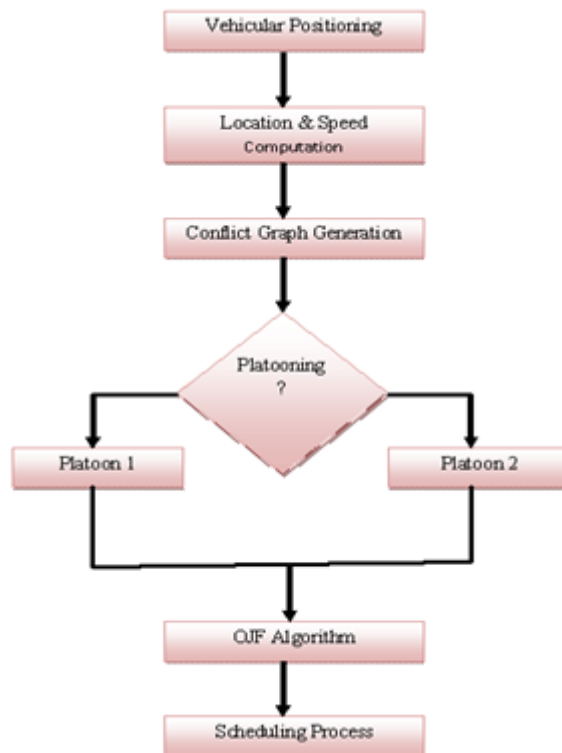 Vehicular Positioning
Location & Speed
Computation
Conflict Graph Generation
Platooning
?
Platoon 1
Platoon 2
OJF Algorithm
Scheduling Process